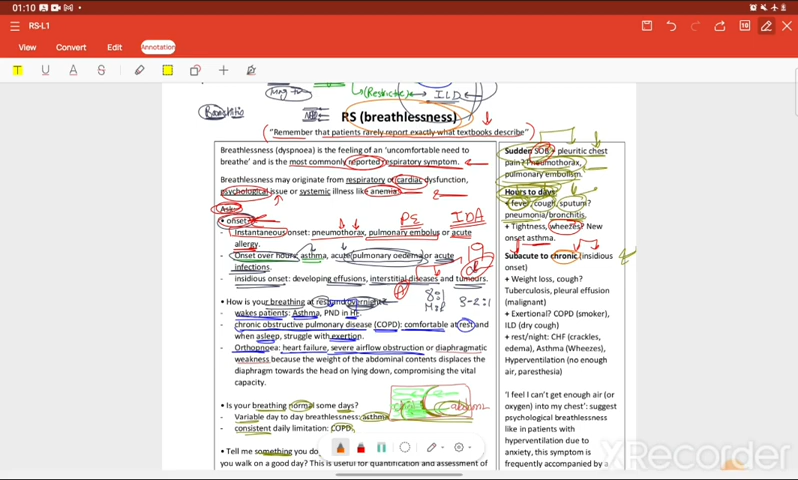 01:10
RS-L1
View Convert Edit Annotation
(Restrictive) ILD
RS (breathlessness)
("Remember that patients rarely report exactly what textbooks describe")
Breathlessness (dyspnoea) is the feeling of an 'uncomfortable need to
breathe' and is the most commonly reported respiratory symptom.
Breathlessness may originate from respiratory or cardiac dysfunction,
psychological issue or systemic illness like anemia
Ask:
• onset
PE IDA
- Instantaneous onset: pneumothorax, pulmonary embolus or acute
allergy.
- Onset over hours: asthma, acute pulmonary oedema or acute
infections.
- insidious onset: developing effusions, interstitial diseases and tumours.
• How is your breathing at rest and overnight?
8:1
3-2:1
- wakes patients: Asthma, PND in HF.
- chronic obstructive pulmonary disease (COPD): comfortable at rest and
when asleep, struggle with exertion.
- Orthopnoea: heart failure, severe airflow obstruction or diaphragmatic
weakness because the weight of the abdominal contents displaces the
diaphragm towards the head on lying down, compromising the vital
capacity.
• Is your breathing normal some days?
- Variable day to day breathlessness: asthma
- consistent daily limitation: COPD.
• Tell me something you do
you walk on a good day? This is useful for quantification and assessment of
Sudden SOB + pleuritic chest
pain? Pneumothorax,
pulmonary embolism.
Hours to days
+ fever, cough, sputum?
pneumonia/bronchitis.
+ Tightness, wheezes? New
onset asthma.
Subacute to chronic (insidious
onset)
+ Weight loss, cough?
Tuberculosis, pleural effusion
(malignant)
+ Exertional? COPD (smoker),
ILD (dry cough)
+ rest/night: CHF (crackles,
edema), Asthma (Wheezes),
Hyperventilation (no enough
air, paresthesia)
'I feel I can't get enough air (or
oxygen) into my chest': suggest
psychological breathlessness
like in patients with
hyperventilation due to
anxiety, this symptom is
frequently accompanied by a
XRecorder